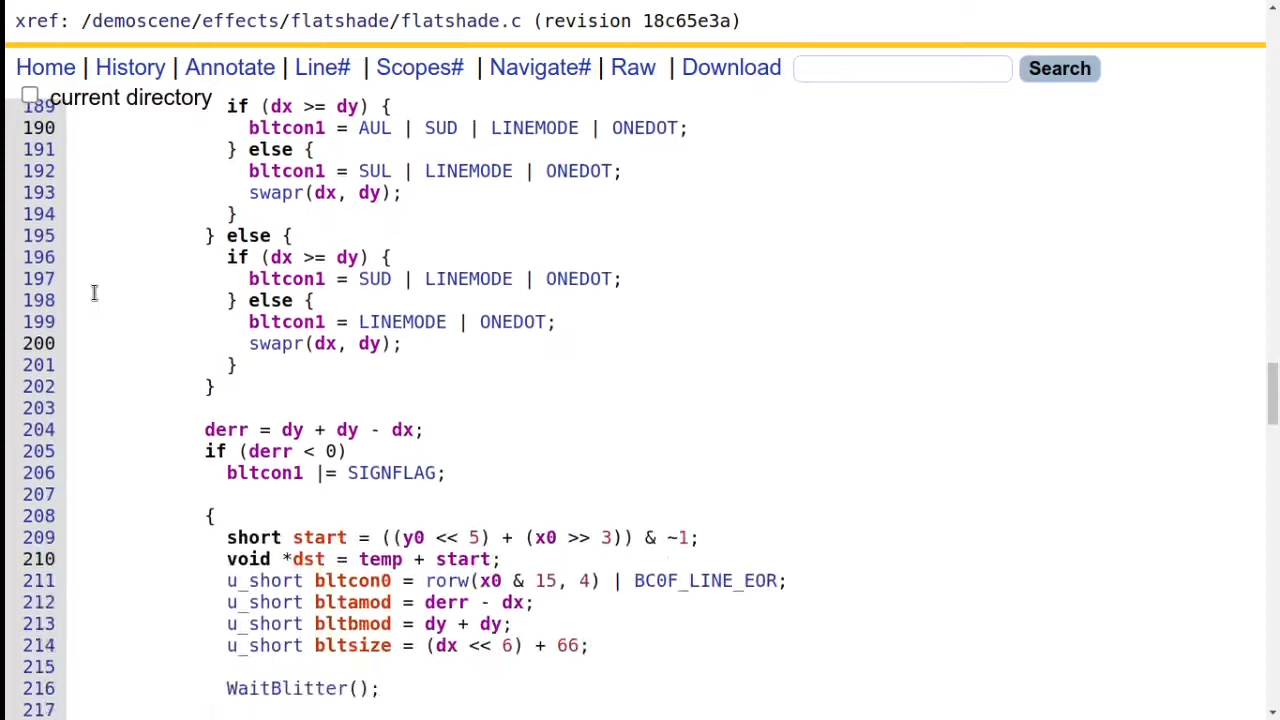 xref: /demoscene/effects/flatshade/flatshade.c (revision 18c65e3a)
Home | History | Annotate | Line# | Scopes# | Navigate# | Raw | Download Search
current directory
189 if (dx >= dy) {
190 bltcon1 = AUL | SUD | LINEMODE | ONEDOT;
191 } else {
192 bltcon1 = SUL | LINEMODE | ONEDOT;
193 swapr(dx, dy);
194 }
195 } else {
196 if (dx >= dy) {
197 bltcon1 = SUD | LINEMODE | ONEDOT;
198 } else {
199 bltcon1 = LINEMODE | ONEDOT;
200 swapr(dx, dy);
201 }
202 }
203
204 derr = dy + dy - dx;
205 if (derr < 0)
206 bltcon1 |= SIGNFLAG;
207
208 {
209 short start = ((y0 << 5) + (x0 >> 3)) & ~1;
210 void *dst = temp + start;
211 u_short bltcon0 = rorw(x0 & 15, 4) | BC0F_LINE_EOR;
212 u_short bltamod = derr - dx;
213 u_short bltbmod = dy + dy;
214 u_short bltsize = (dx << 6) + 66;
215
216 WaitBlitter();
217